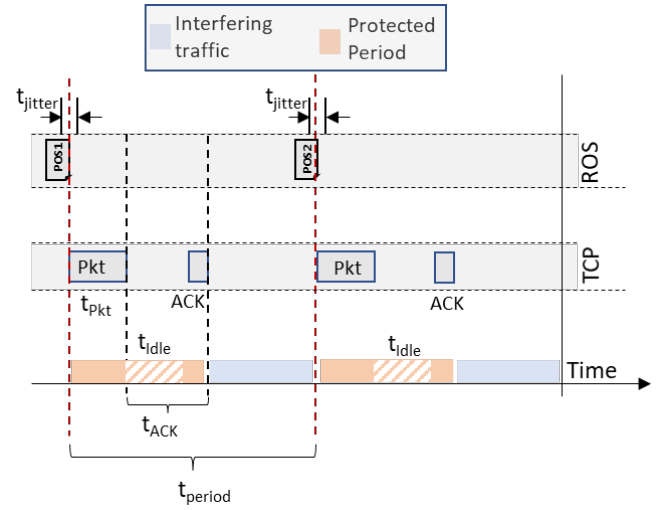 Interfering
traffic
Protected
Period
tjitter
tjitter
POS1
POS2
ROS
Pkt
Pkt
TCP
tPkt
ACK
ACK
tIdle
tIdle
Time
tACK
tperiod